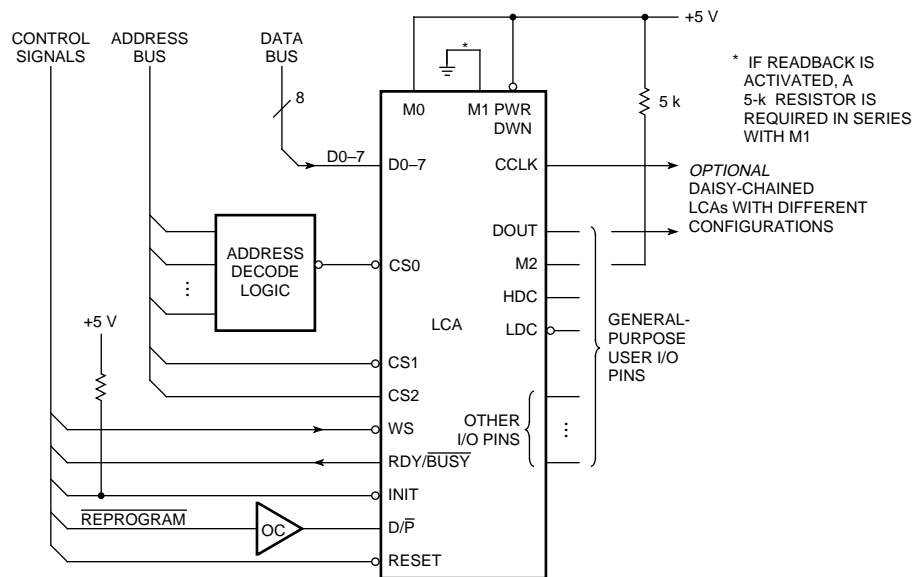 +5 V
CONTROL
SIGNALS
ADDRESS
BUS
DATA
BUS
*
* IF READBACK IS
ACTIVATED, A
5-k RESISTOR IS
REQUIRED IN SERIES
WITH M1
8
5 k
M0
M1 PWR
DWN
D0–7
D0–7
CCLK
OPTIONAL
DAISY-CHAINED
LCAs WITH DIFFERENT
CONFIGURATIONS
ADDRESS
DECODE
LOGIC
...
CS0
DOUT
M2
HDC
LDC
LCA
GENERAL-
PURPOSE
USER I/O
PINS
+5 V
CS1
CS2
OTHER
I/O PINS
...
WS
RDY/BUSY
INIT
REPROGRAM
OC
D/P
RESET